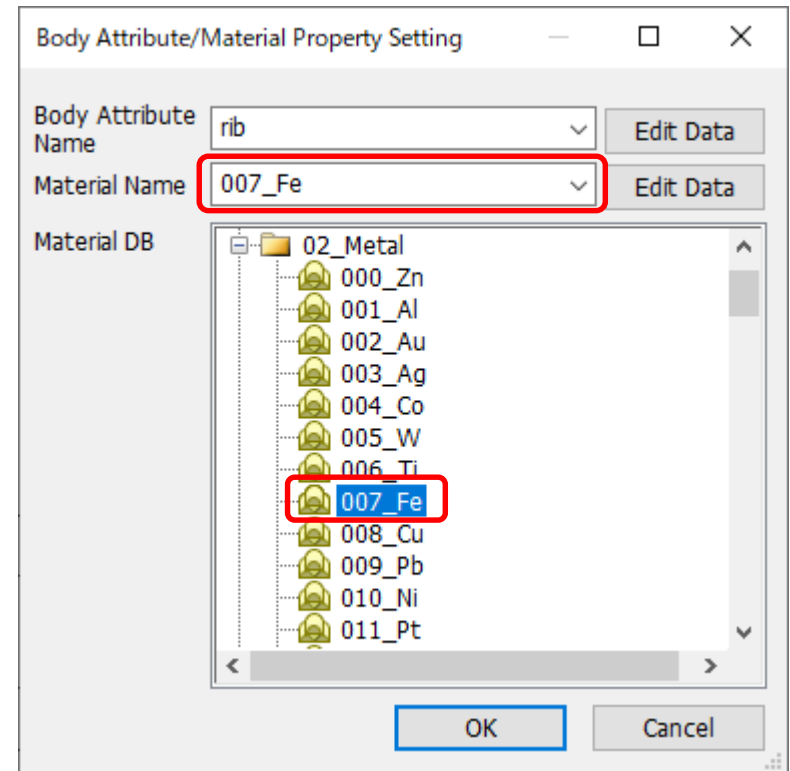 Body Attribute/Material Property Setting
Body Attribute
Name
rib
Edit Data
Material Name
007_Fe
Edit Data
Material DB
02_Metal
000_Zn
001_Al
002_Au
003_Ag
004_Co
005_W
006_Ti
007_Fe
008_Cu
009_Pb
010_Ni
011_Pt
OK
Cancel